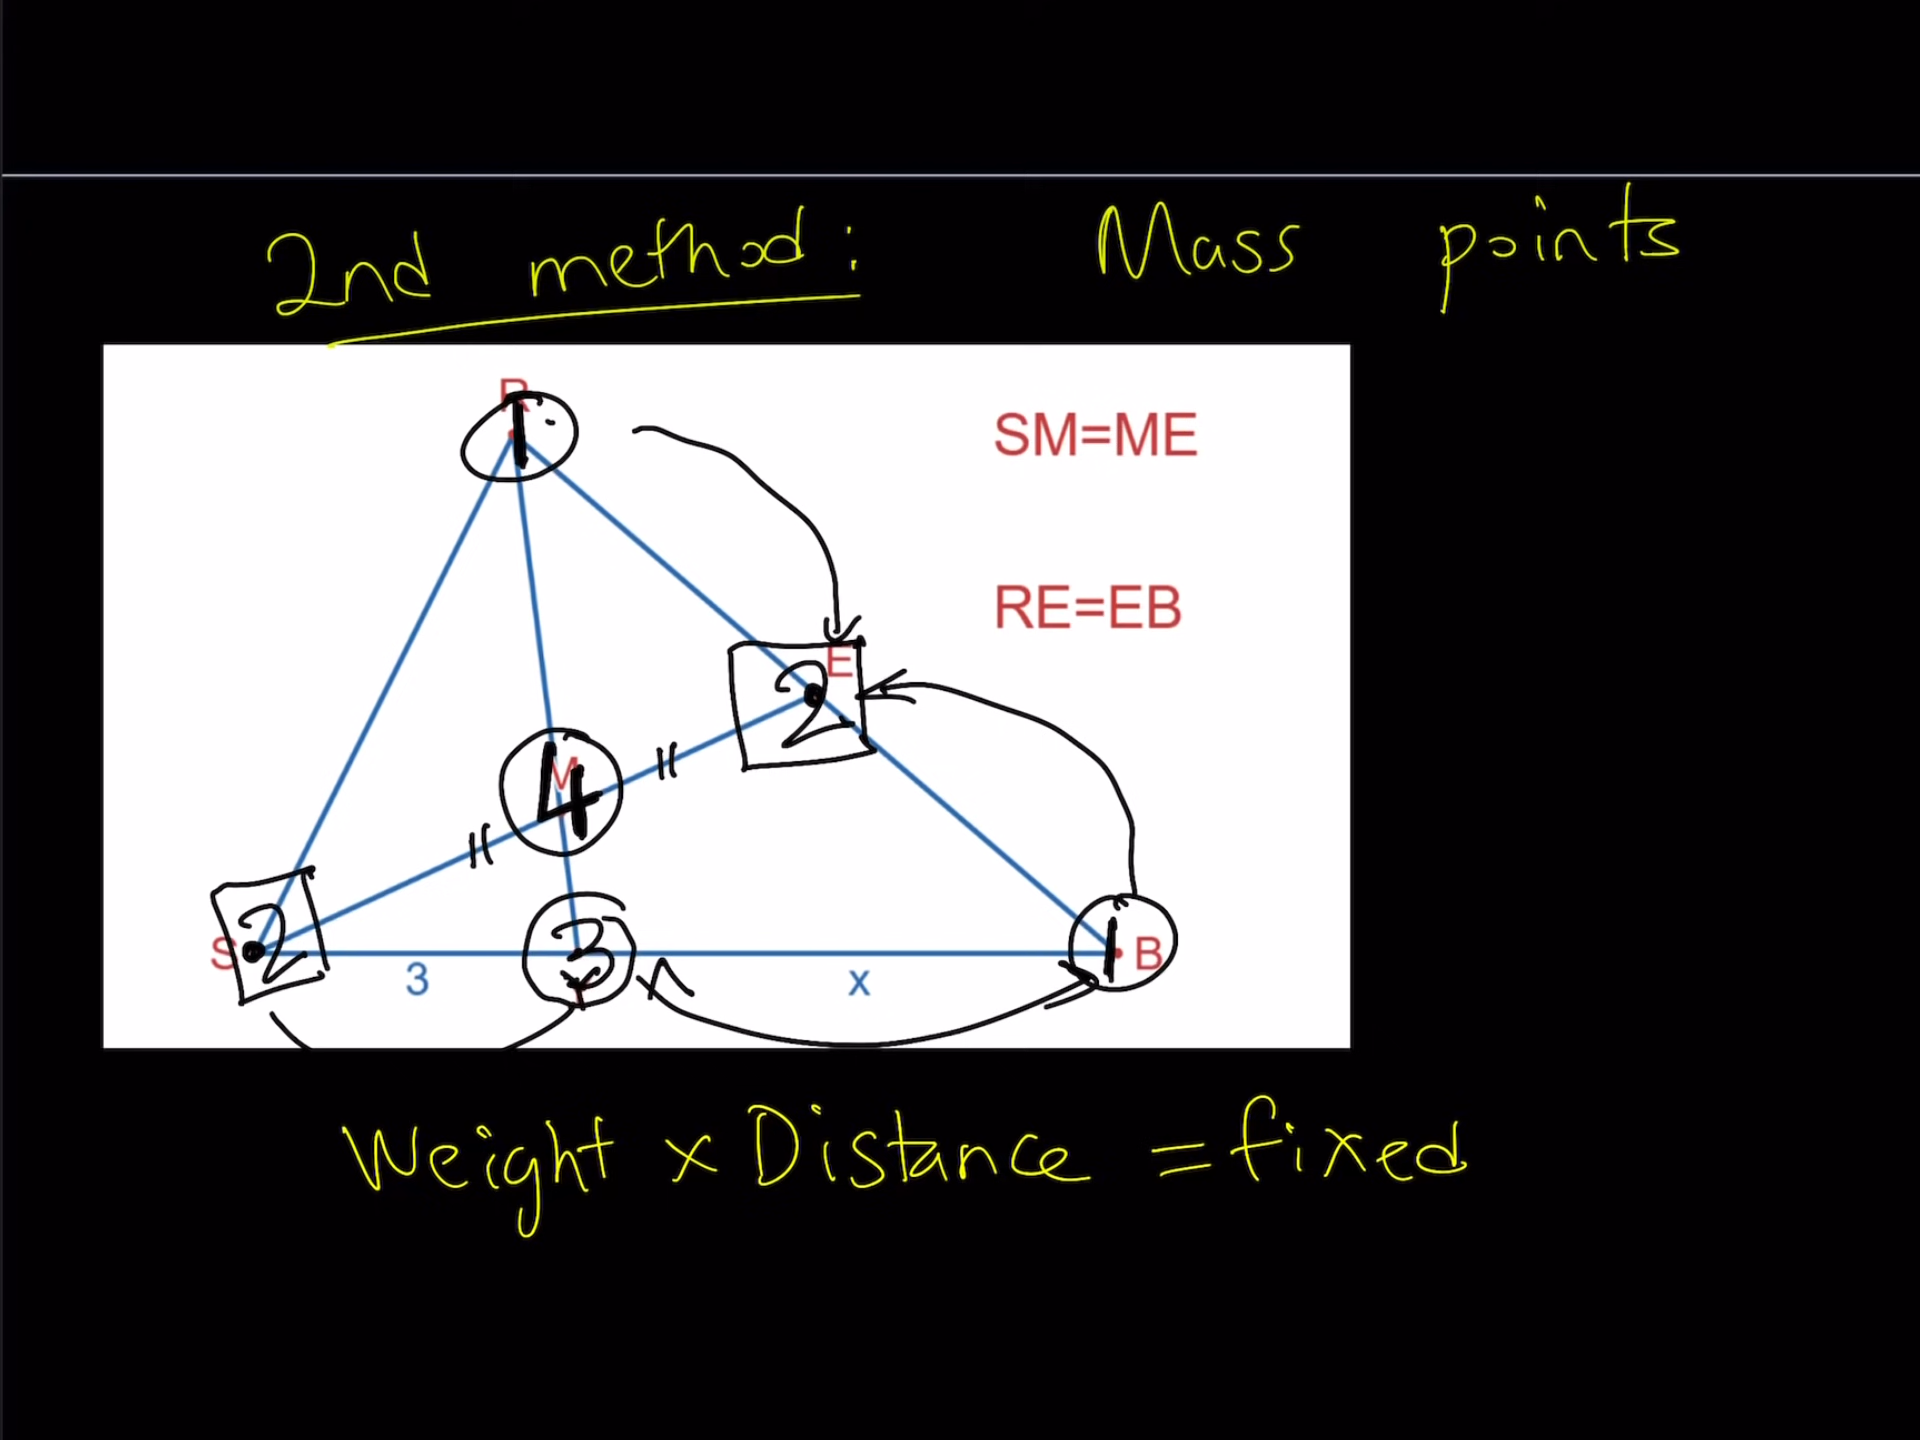 2nd method: Mass points
R
1
SM=ME
RE=EB
E
2
M
4
S
2
3
3
x
1
B
Weight x Distance = fixed